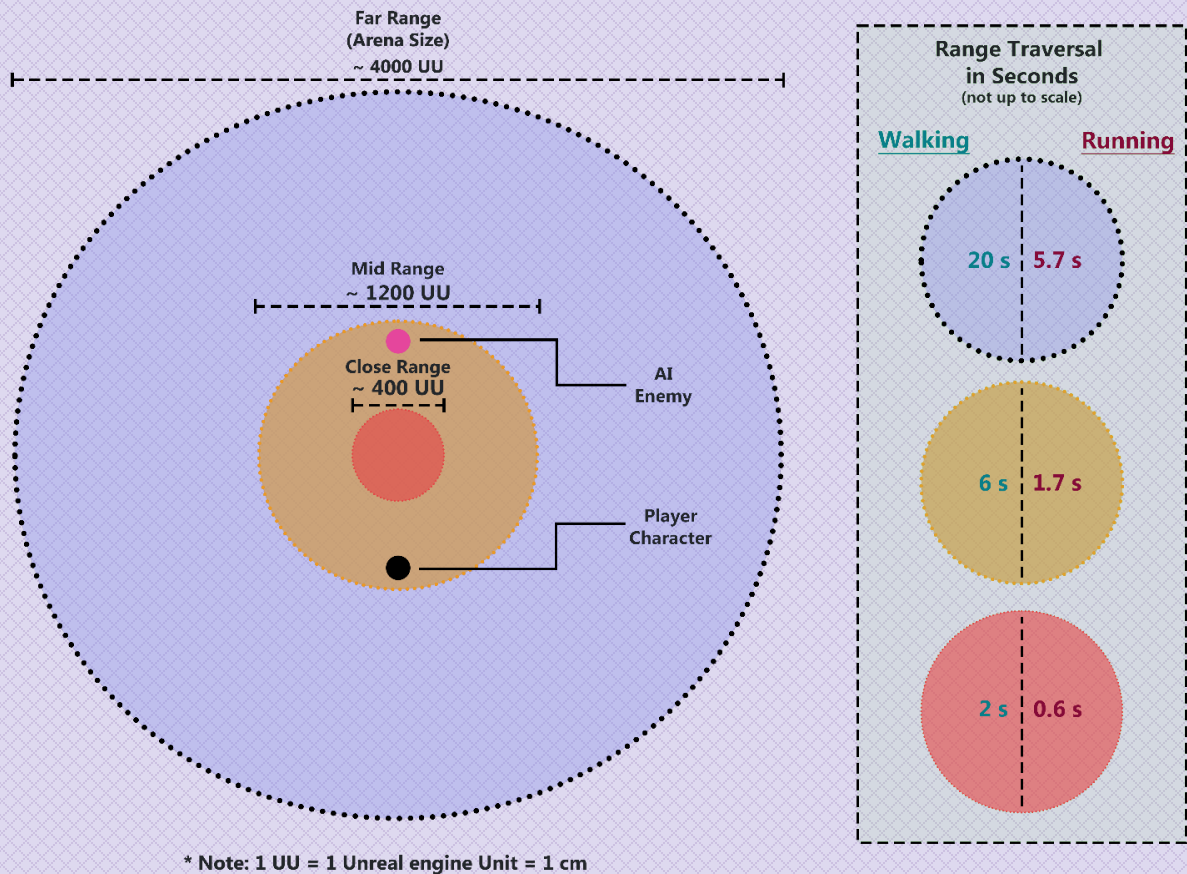 Far Range
(Arena Size)
~ 4000 UU
Mid Range
~ 1200 UU
Close Range
~ 400 UU
AI
Enemy
Player
Character
* Note: 1 UU = 1 Unreal engine Unit = 1 cm
Range Traversal
in Seconds
(not up to scale)
Walking Running
20 s 5.7 s
6 s 1.7 s
2 s 0.6 s